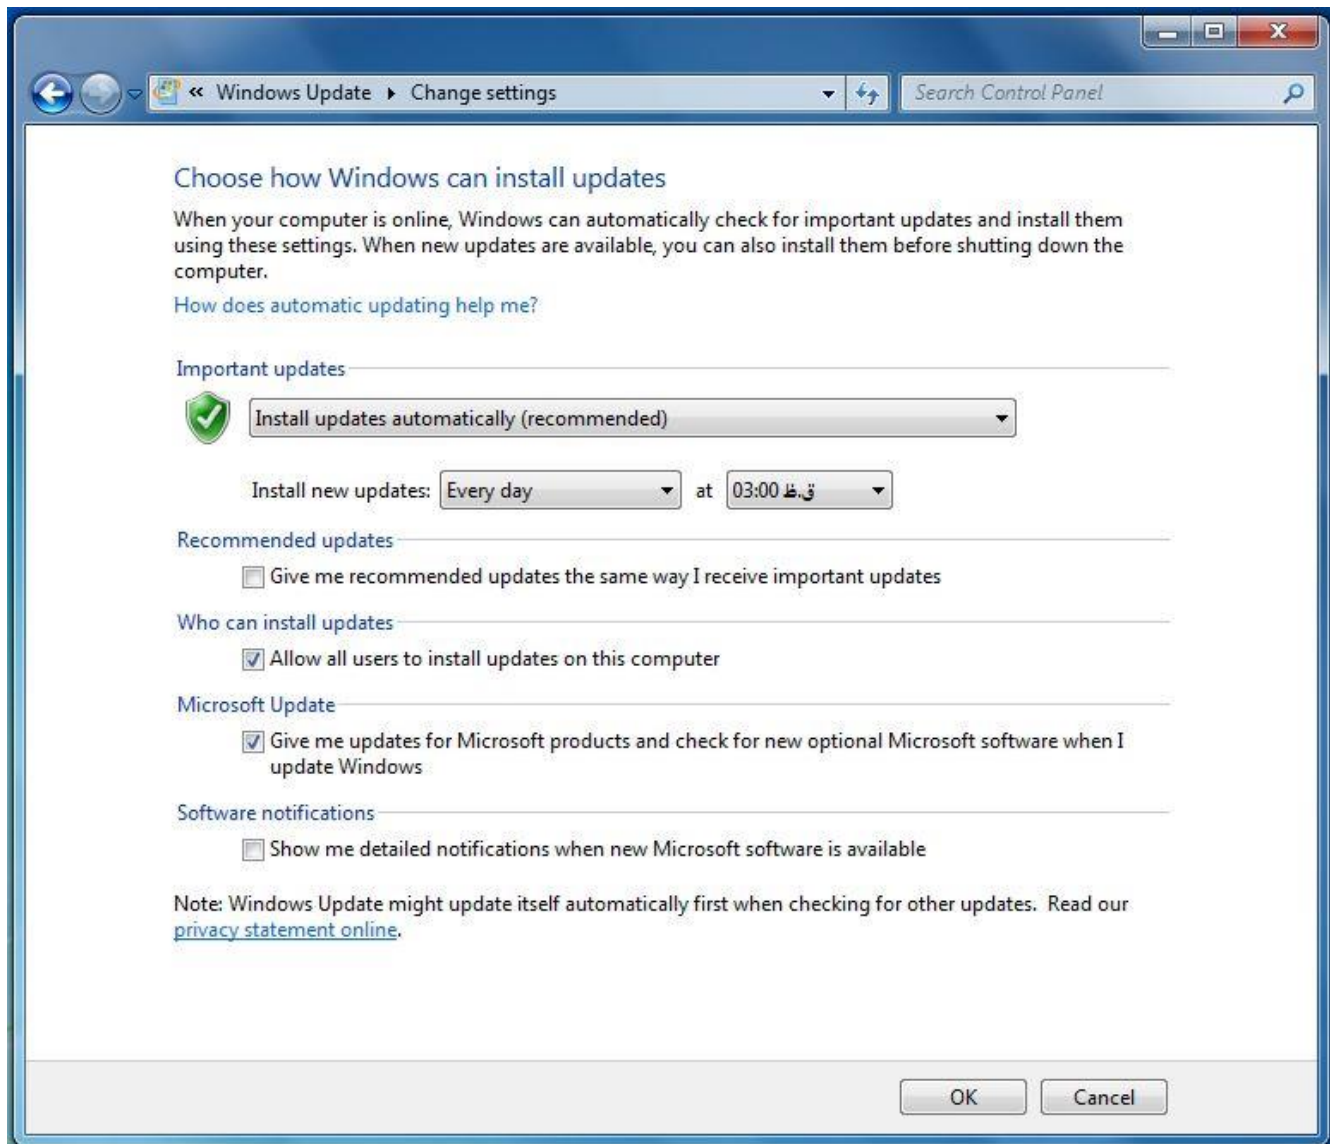 « Windows Update ▸ Change settings
Search Control Panel
Choose how Windows can install updates
When your computer is online, Windows can automatically check for important updates and install them
using these settings. When new updates are available, you can also install them before shutting down the
computer.
How does automatic updating help me?
Important updates
Install updates automatically (recommended)
Install new updates: Every day at 03:00 ق.ظ
Recommended updates
Give me recommended updates the same way I receive important updates
Who can install updates
Allow all users to install updates on this computer
Microsoft Update
Give me updates for Microsoft products and check for new optional Microsoft software when I
update Windows
Software notifications
Show me detailed notifications when new Microsoft software is available
Note: Windows Update might update itself automatically first when checking for other updates.  Read our
privacy statement online.
OK
Cancel